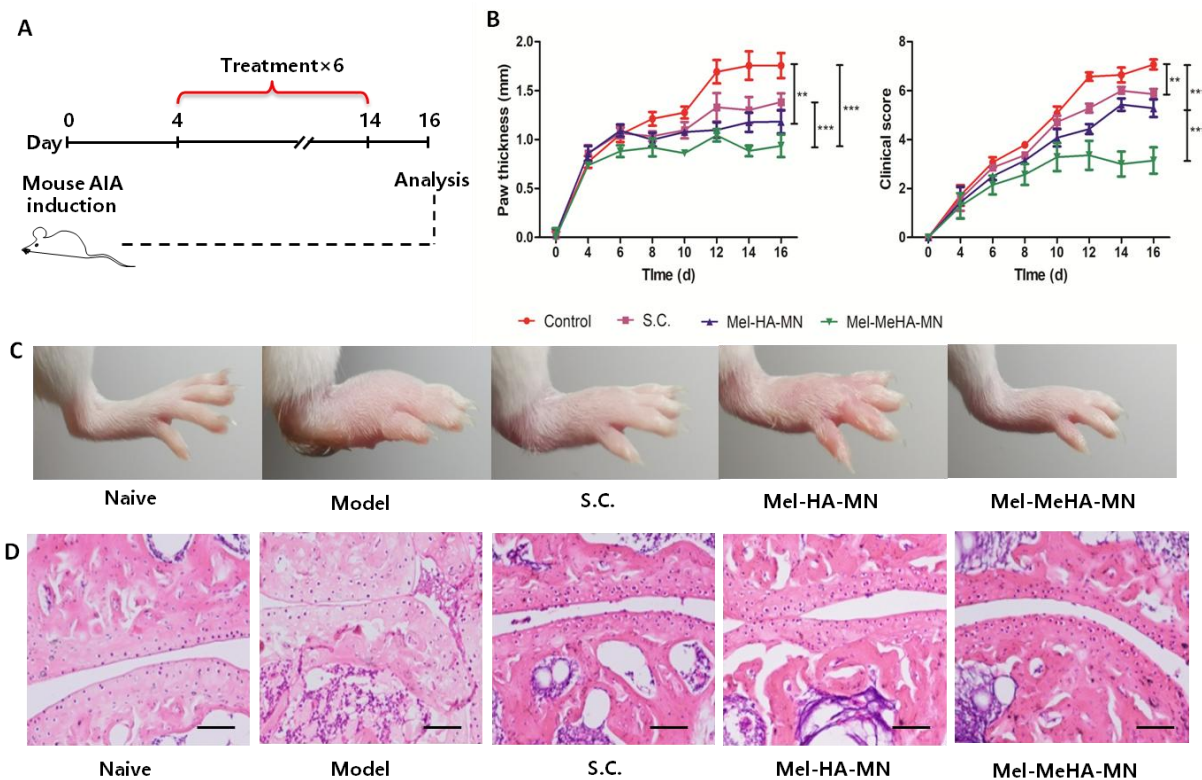 A
Treatment×6
0
4
14
16
Day
Mouse AIA
induction
Analysis
B
2.0
1.5
1.0
0.5
0.0
Paw thickness (mm)
0 4 6 8 10 12 14 16
TIme (d)
**
***
***
8
6
4
2
0
Clinical score
0 4 6 8 10 12 14 16
TIme (d)
**
Control
S.C.
Mel-HA-MN
Mel-MeHA-MN
C
Naive
Model
S.C.
Mel-HA-MN
Mel-MeHA-MN
D
Naive
Model
S.C.
Mel-HA-MN
Mel-MeHA-MN